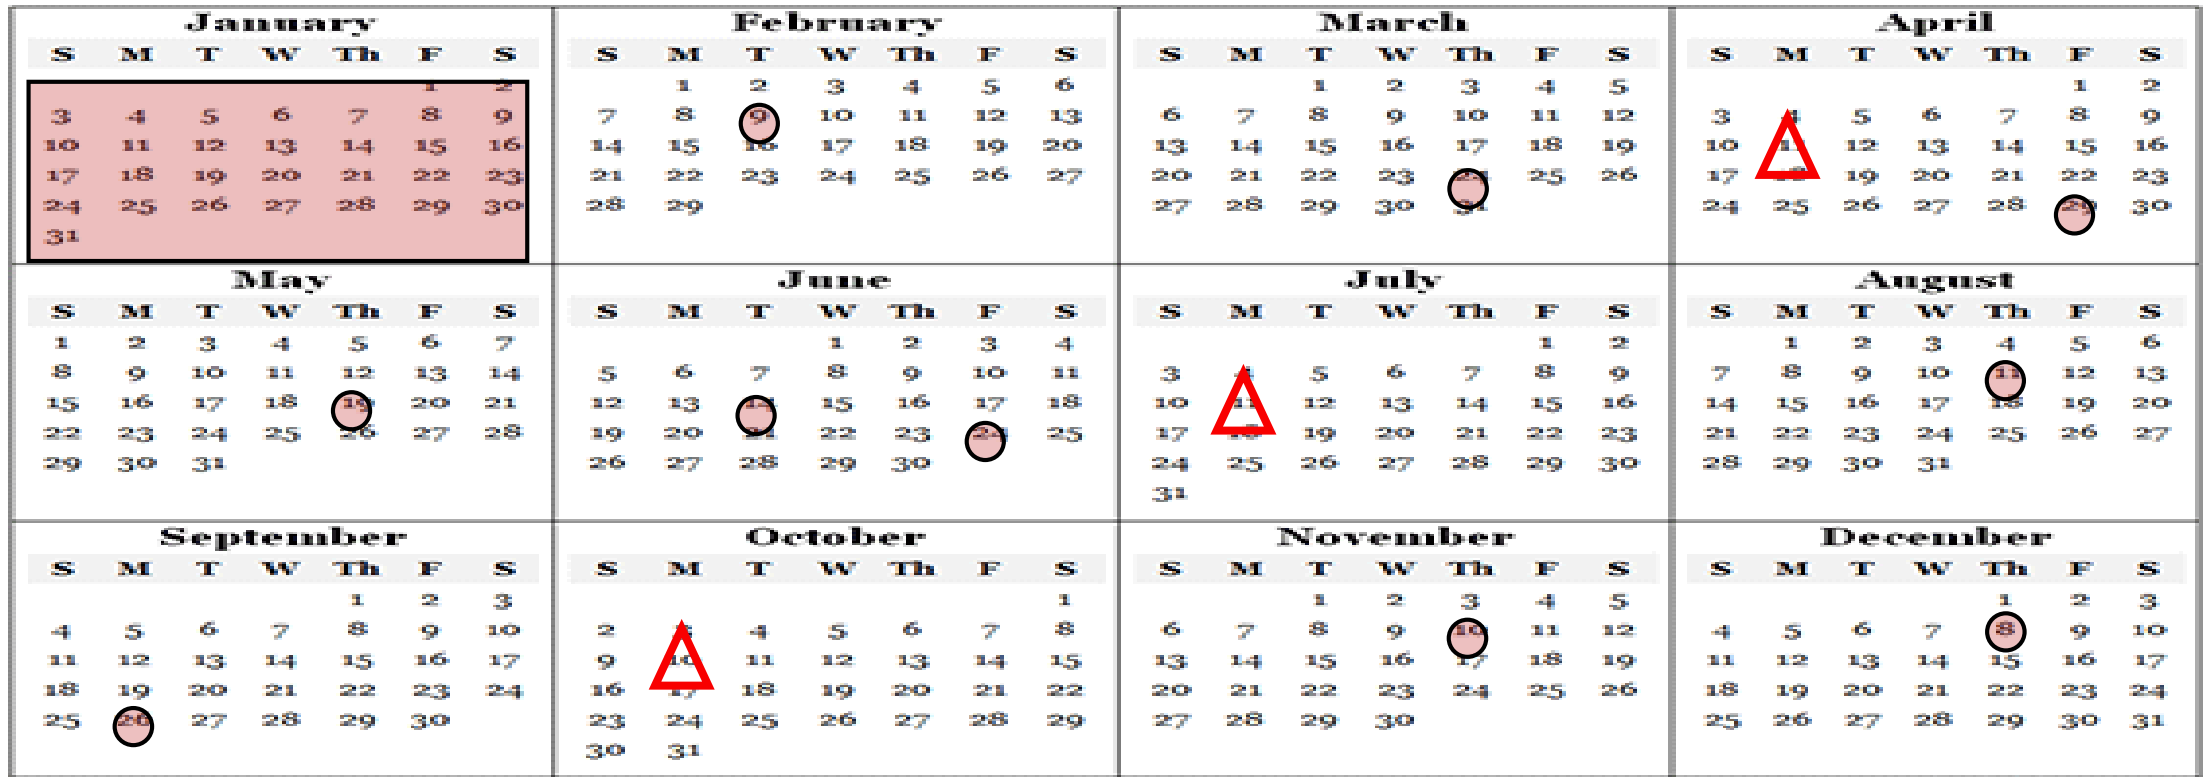 January
S M T W Th F S
1 2
3 4 5 6 7 8 9
10 11 12 13 14 15 16
17 18 19 20 21 22 23
24 25 26 27 28 29 30
31
February
S M T W Th F S
1 2 3 4 5 6
7 8 9 10 11 12 13
14 15 16 17 18 19 20
21 22 23 24 25 26 27
28 29
March
S M T W Th F S
1 2 3 4 5
6 7 8 9 10 11 12
13 14 15 16 17 18 19
20 21 22 23 24 25 26
27 28 29 30 31
April
S M T W Th F S
1 2
3 4 5 6 7 8 9
10 11 12 13 14 15 16
17 18 19 20 21 22 23
24 25 26 27 28 29 30
May
S M T W Th F S
1 2 3 4 5 6 7
8 9 10 11 12 13 14
15 16 17 18 19 20 21
22 23 24 25 26 27 28
29 30 31
June
S M T W Th F S
1 2 3 4
5 6 7 8 9 10 11
12 13 14 15 16 17 18
19 20 21 22 23 24 25
26 27 28 29 30
July
S M T W Th F S
1 2
3 4 5 6 7 8 9
10 11 12 13 14 15 16
17 18 19 20 21 22 23
24 25 26 27 28 29 30
31
August
S M T W Th F S
1 2 3 4 5 6
7 8 9 10 11 12 13
14 15 16 17 18 19 20
21 22 23 24 25 26 27
28 29 30 31
September
S M T W Th F S
1 2 3
4 5 6 7 8 9 10
11 12 13 14 15 16 17
18 19 20 21 22 23 24
25 26 27 28 29 30
October
S M T W Th F S
1
2 3 4 5 6 7 8
9 10 11 12 13 14 15
16 17 18 19 20 21 22
23 24 25 26 27 28 29
30 31
November
S M T W Th F S
1 2 3 4 5
6 7 8 9 10 11 12
13 14 15 16 17 18 19
20 21 22 23 24 25 26
27 28 29 30
December
S M T W Th F S
1 2 3
4 5 6 7 8 9 10
11 12 13 14 15 16 17
18 19 20 21 22 23 24
25 26 27 28 29 30 31